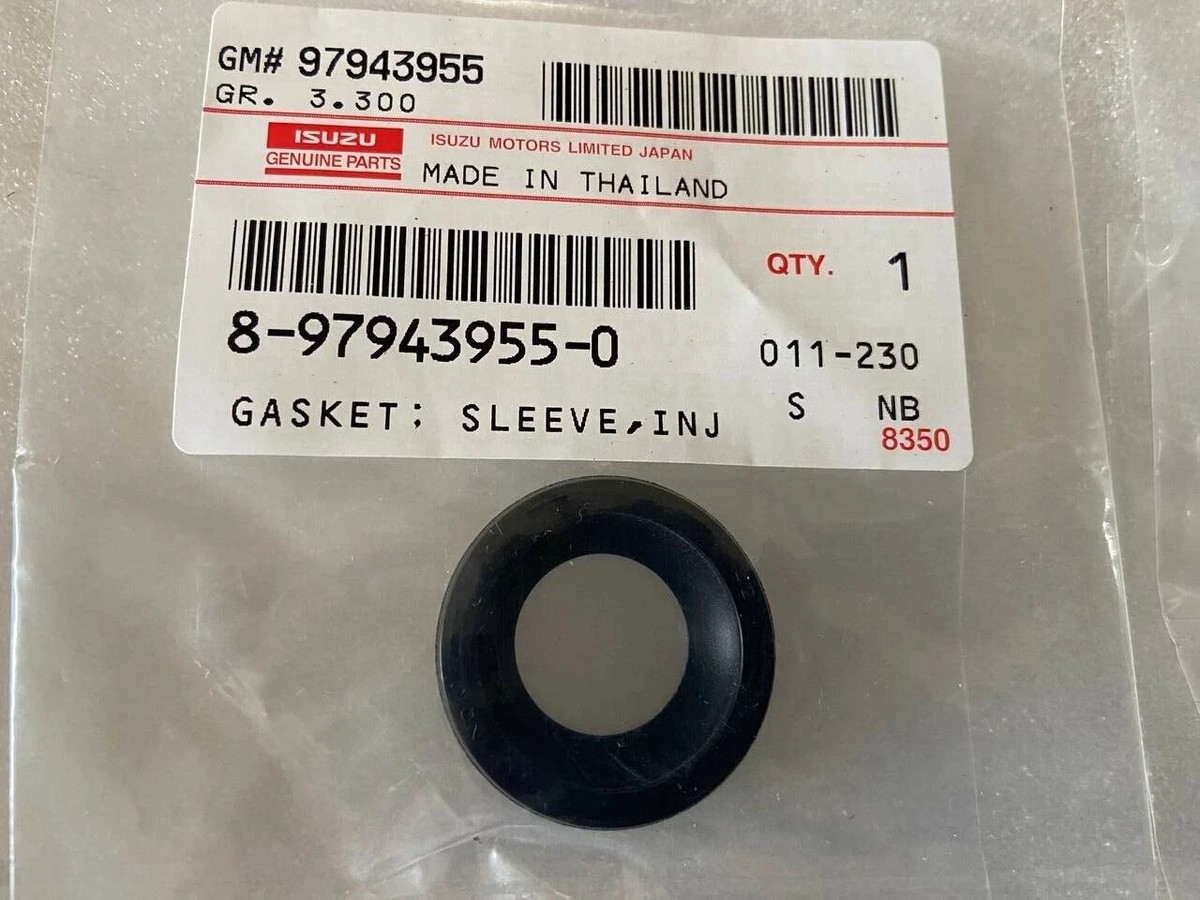 GM# 97943955
GR. 3.300
ISUZU
GENUINE PARTS
ISUZU MOTORS LIMITED JAPAN
MADE IN THAILAND
QTY. 1
8-97943955-0
011-230
GASKET; SLEEVE,INJ
S NB
8350